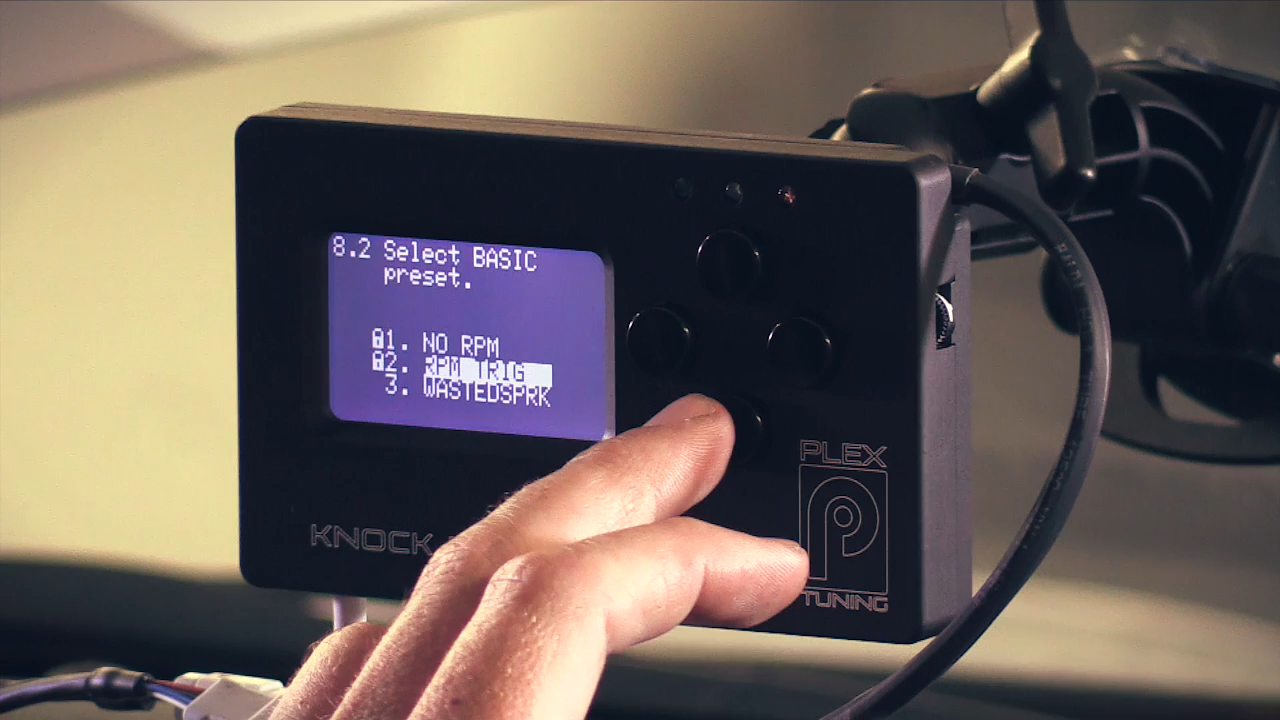 8.2 Select BASIC
preset.
1. NO RPM
2. RPM TRIG
3. WASTEDSPRK
PLEX
TUNING
KNOCK